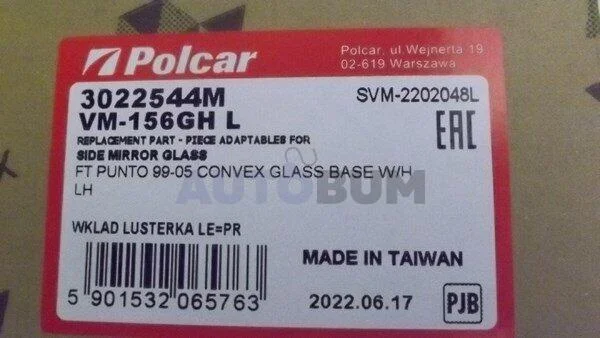 Polcar
Polcar, ul Wejnerta 19
02-619 Warszawa
3022544M
SVM-2202048L
VM-156GH L
EAC
REPLACEMENT PART - PIECE ADAPTABLES FOR
SIDE MIRROR GLASS
FT PUNTO 99-05 CONVEX GLASS BASE W/H
LH
AUTOBUM
WKLAD LUSTERKA LE=PR
MADE IN TAIWAN
5 901532 065763
2022.06.17
PJB